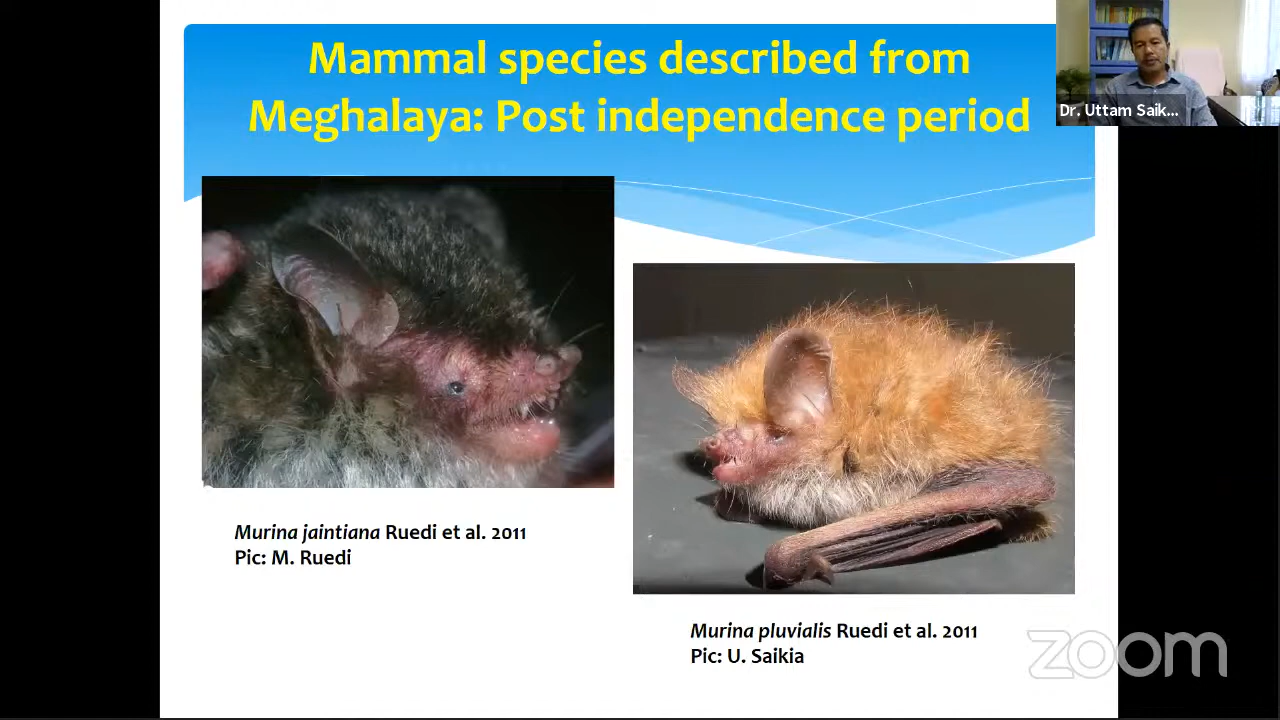 Mammal species described from
Meghalaya: Post independence period
Dr. Uttam Saik...
Murina jaintiana Ruedi et al. 2011
Pic: M. Ruedi
Murina pluvialis Ruedi et al. 2011
Pic: U. Saikia
zoom